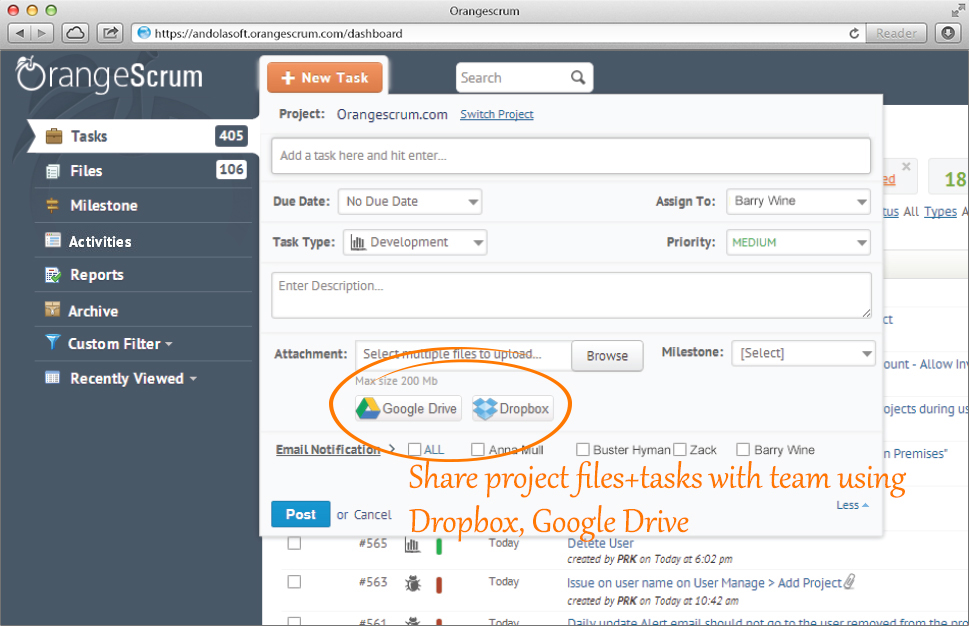 Orangescrum
https://andolasoft.orangescrum.com/dashboard
Reader
OrangeScrum
+ New Task
Search
Tasks 405
Files 106
Milestone
Activities
Reports
Archive
Custom Filter
Recently Viewed
Project: Orangescrum.com Switch Project
Add a task here and hit enter...
Due Date: No Due Date
Assign To: Barry Wine
Task Type: Development
Priority: MEDIUM
Enter Description...
Attachment: Select multiple files to upload... Browse
Milestone: [Select]
Max size 200 Mb
Google Drive Dropbox
Email Notification ALL Anna Mull Buster Hyman Zack Barry Wine
Share project files+tasks with team using
Dropbox, Google Drive
Post or Cancel
Less
18
All Types
ount - Allow Inv
ojects during us
n Premises"
#565 Today Delete User
created by PRK on Today at 6:02 pm
#563 Today Issue on user name on User Manage > Add Project
created by PRK on Today at 10:42 am
#561 Today Daily update Alert email should not go to the user removed from the pro